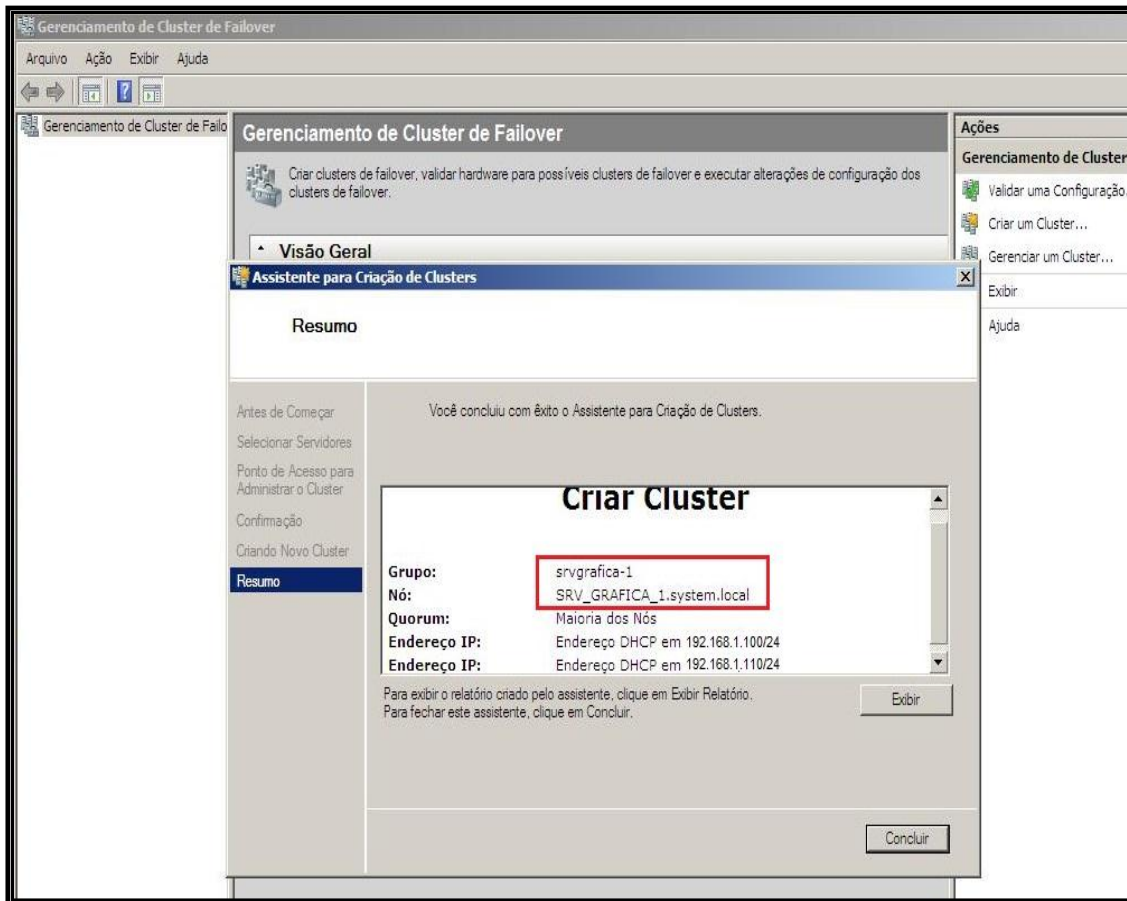 Gerenciamento de Cluster de Failover
Arquivo Ação Exibir Ajuda
Gerenciamento de Cluster de Failo
Gerenciamento de Cluster de Failover
Criar clusters de failover, validar hardware para possíveis clusters de failover e executar alterações de configuração dos
clusters de failover.
Visão Geral
Ações
Gerenciamento de Cluster
Validar uma Configuração.
Criar um Cluster...
Gerenciar um Cluster...
Exibir
Ajuda
Assistente para Criação de Clusters
Resumo
Antes de Começar
Selecionar Servidores
Ponto de Acesso para
Administrar o Cluster
Confirmação
Criando Novo Cluster
Resumo
Você concluiu com êxito o Assistente para Criação de Clusters.
Criar Cluster
Grupo: srvgrafica-1
Nó: SRV_GRAFICA_1.system.local
Quorum: Maioria dos Nós
Endereço IP: Endereço DHCP em 192.168.1.100/24
Endereço IP: Endereço DHCP em 192.168.1.110/24
Para exibir o relatório criado pelo assistente, clique em Exibir Relatório.
Para fechar este assistente, clique em Concluir.
Exibir
Concluir